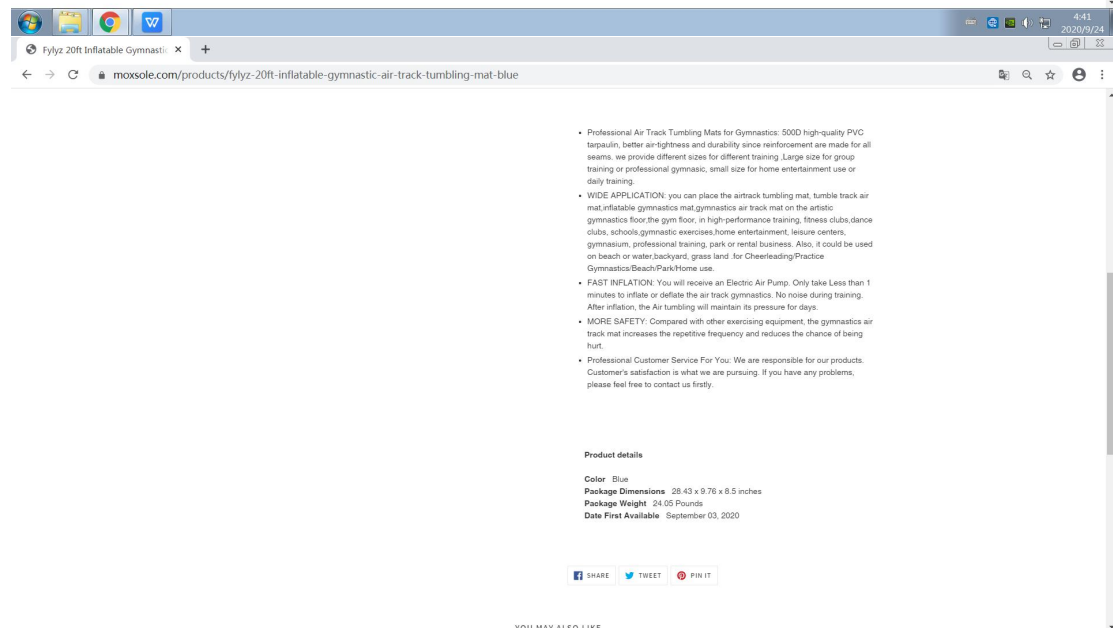 4:41
2020/9/24
Fylyz 20ft Inflatable Gymnastic
moxsole.com/products/fylyz-20ft-inflatable-gymnastic-air-track-tumbling-mat-blue
• Professional Air Track Tumbling Mats for Gymnastics: 500D high-quality PVC
tarpaulin, better air-tightness and durability since reinforcement are made for all
seams. we provide different sizes for different training ,Large size for group
training or professional gymnasic, small size for home entertainment use or
daily training.
• WIDE APPLICATION: you can place the airtrack tumbling mat, tumble track air
mat,inflatable gymnastics mat,gymnastics air track mat on the artistic
gymnastics floor,the gym floor, in high-performance training, fitness clubs,dance
clubs, schools,gymnastic exercises,home entertainment, leisure centers,
gymnasium, professional training, park or rental business. Also, it could be used
on beach or water,backyard, grass land .for Cheerleading/Practice
Gymnastics/Beach/Park/Home use.
• FAST INFLATION: You will receive an Electric Air Pump. Only take Less than 1
minutes to inflate or deflate the air track gymnastics. No noise during training.
After inflation, the Air tumbling will maintain its pressure for days.
• MORE SAFETY: Compared with other exercising equipment, the gymnastics air
track mat increases the repetitive frequency and reduces the chance of being
hurt.
• Professional Customer Service For You: We are responsible for our products.
Customer's satisfaction is what we are pursuing. If you have any problems,
please feel free to contact us firstly.
Product details
Color Blue
Package Dimensions 28.43 x 9.76 x 8.5 inches
Package Weight 24.05 Pounds
Date First Available September 03, 2020
SHARE TWEET PIN IT
YOU MAY ALSO LIKE